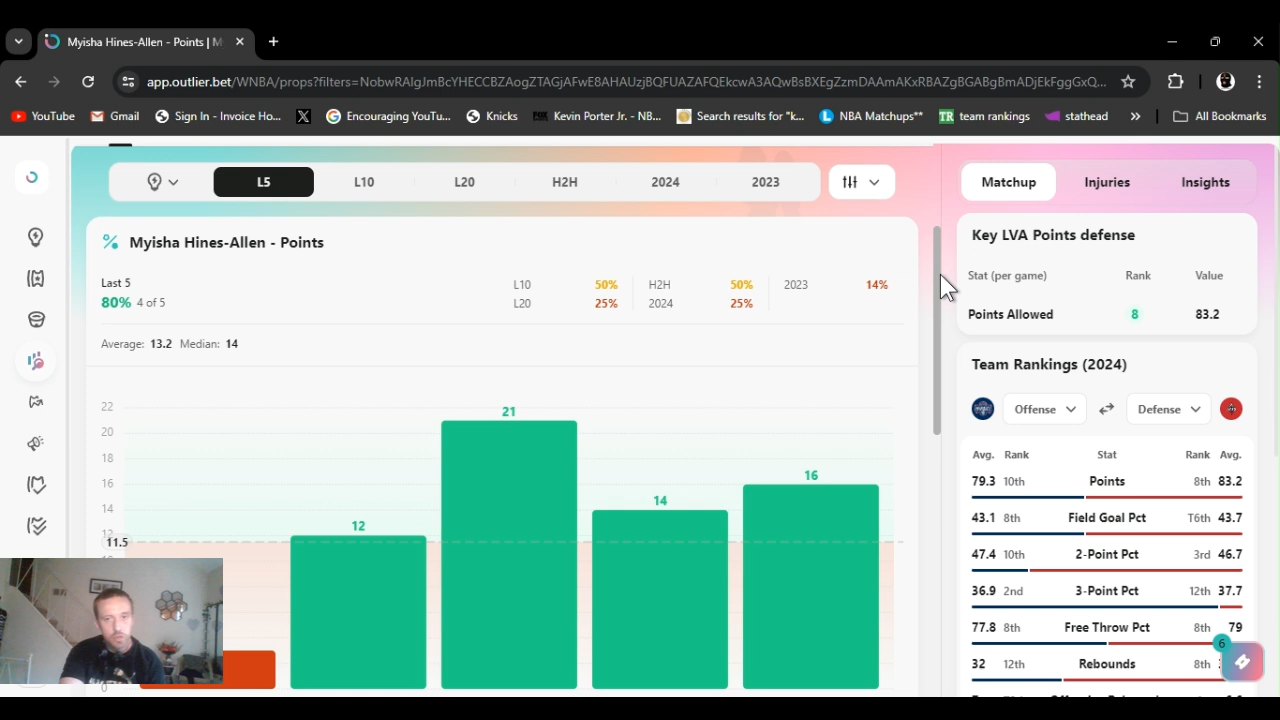 Myisha Hines-Allen - Points | M
app.outlier.bet/WNBA/props?filters=NobwRAlgJmBcYHECCBZAogZTAGjAFwE8AHAUzjBQFUAZAFQEkcwA3AQwBsBXEgZzmDAAmAKxRBAZgBGABgBmADjEkFggGxQ...
YouTube Gmail Sign In - Invoice Ho... Encouraging YouTu... Knicks Kevin Porter Jr. - NB... Search results for "k... NBA Matchups** TR team rankings stathead » All Bookmarks
L5 L10 L20 H2H 2024 2023
Myisha Hines-Allen - Points
Last 5
80% 4 of 5
L10 50% H2H 50% 2023 14%
L20 25% 2024 25%
Average: 13.2 Median: 14
22
20
18
16
14
12
11.5
0
12
21
14
16
Matchup Injuries Insights
Key LVA Points defense
Stat (per game) Rank Value
Points Allowed 8 83.2
Team Rankings (2024)
Offense Defense
Avg. Rank Stat Rank Avg.
79.3 10th Points 8th 83.2
43.1 8th Field Goal Pct T6th 43.7
47.4 10th 2-Point Pct 3rd 46.7
36.9 2nd 3-Point Pct 12th 37.7
77.8 8th Free Throw Pct 8th 79
32 12th Rebounds 8th
6